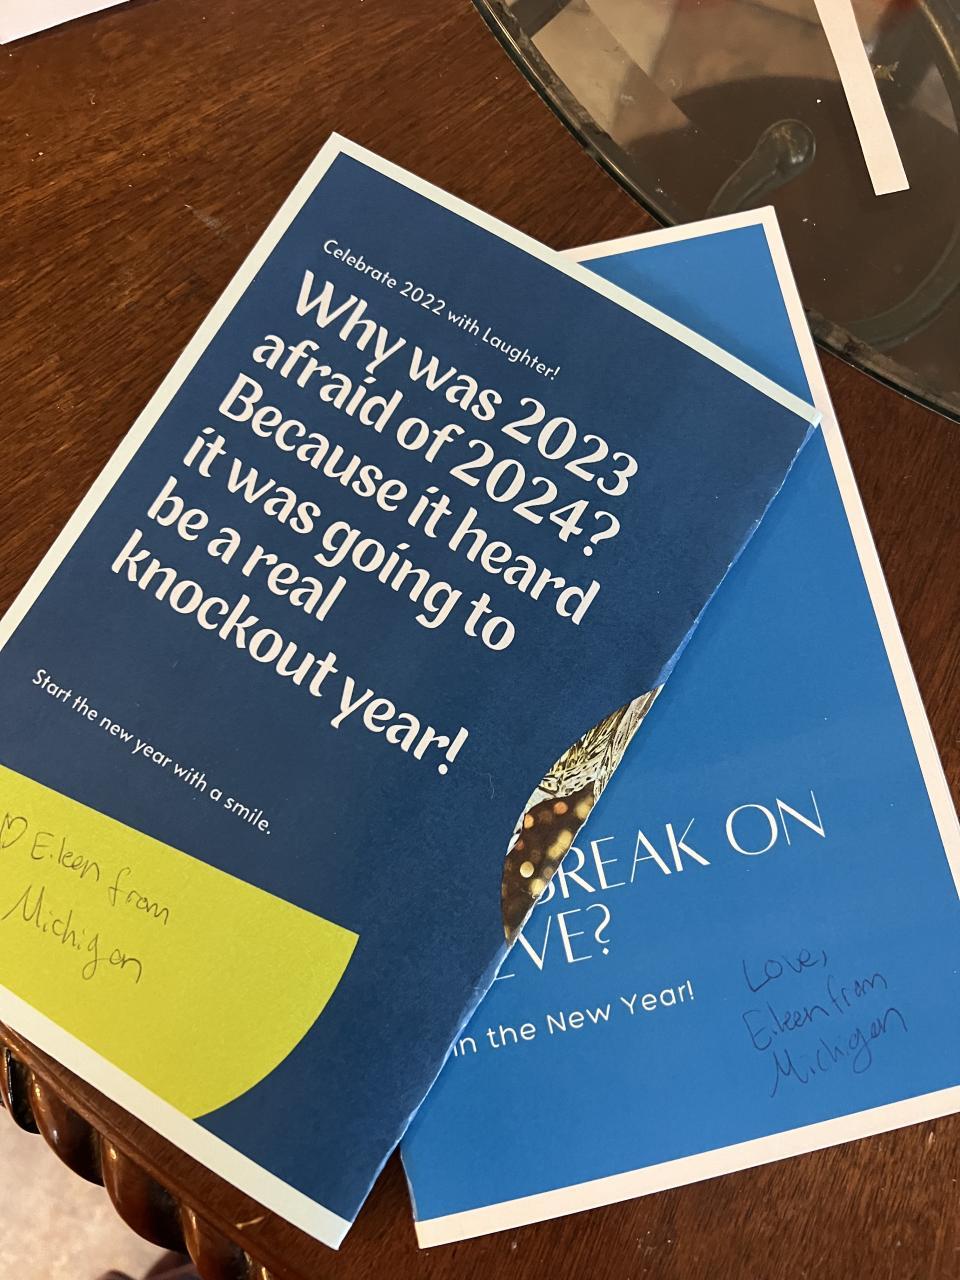 Celebrate 2022 with Laughter!
Why was 2023
afraid of 2024?
Because it heard
it was going to
be a real
knockout year!
Start the new year with a smile.
♡ Eileen from
Michigan
BREAK ON
EVE?
in the New Year!
Love,
Eileen from
Michigan